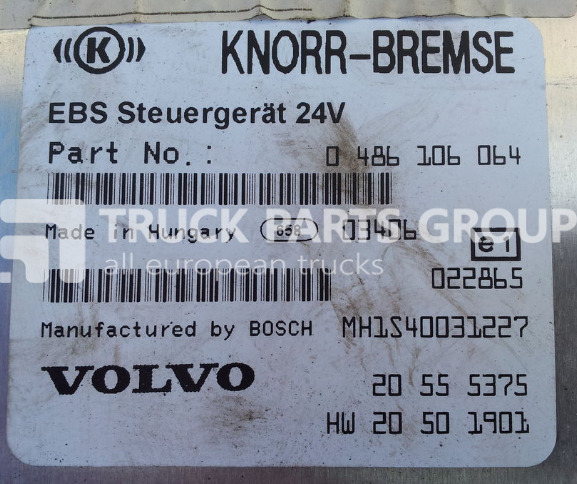 ((K)) KNORR-BREMSE
EBS Steuergerät 24V
Part No.: 0 486 106 064
TRUCK PARTS GROUP
Made in Hungary 658 03406 e1
all european trucks
022865
Manufactured by BOSCH MH1S40031227
VOLVO 20 55 5375
HW 20 50 1901